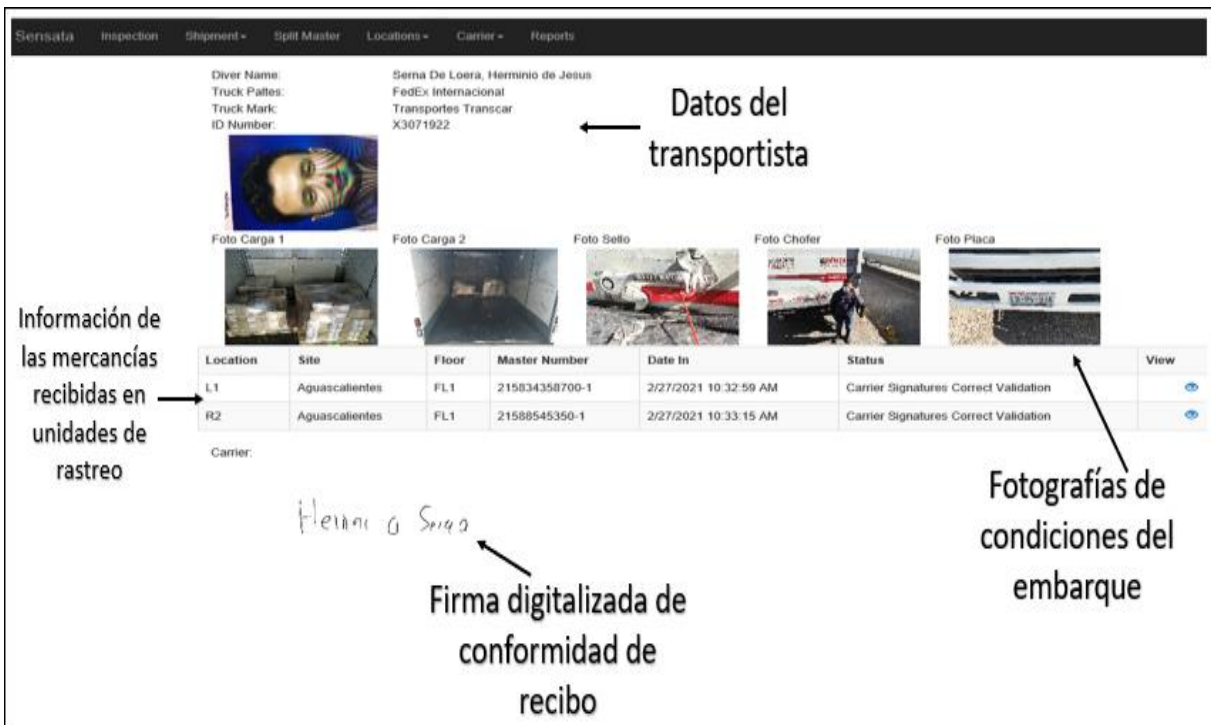 Sensata Inspection Shipment Split Master Locations Carrier Reports
Diver Name: Serna De Loera, Herminio de Jesus
Truck Paltes: FedEx Internacional
Truck Mark: Transportes Transcar
ID Number: X3071922
Datos del
transportista
Foto Carga 1 Foto Carga 2 Foto Sello Foto Chofer Foto Placa
Información de
las mercancías
recibidas en
unidades de
rastreo
Location Site Floor Master Number Date In Status View
L1 Aguascalientes FL1 215834358700-1 2/27/2021 10:32:59 AM Carrier Signatures Correct Validation
R2 Aguascalientes FL1 21588545350-1 2/27/2021 10:33:15 AM Carrier Signatures Correct Validation
Carrier:
Fotografías de
condiciones del
embarque
Firma digitalizada de
conformidad de
recibo